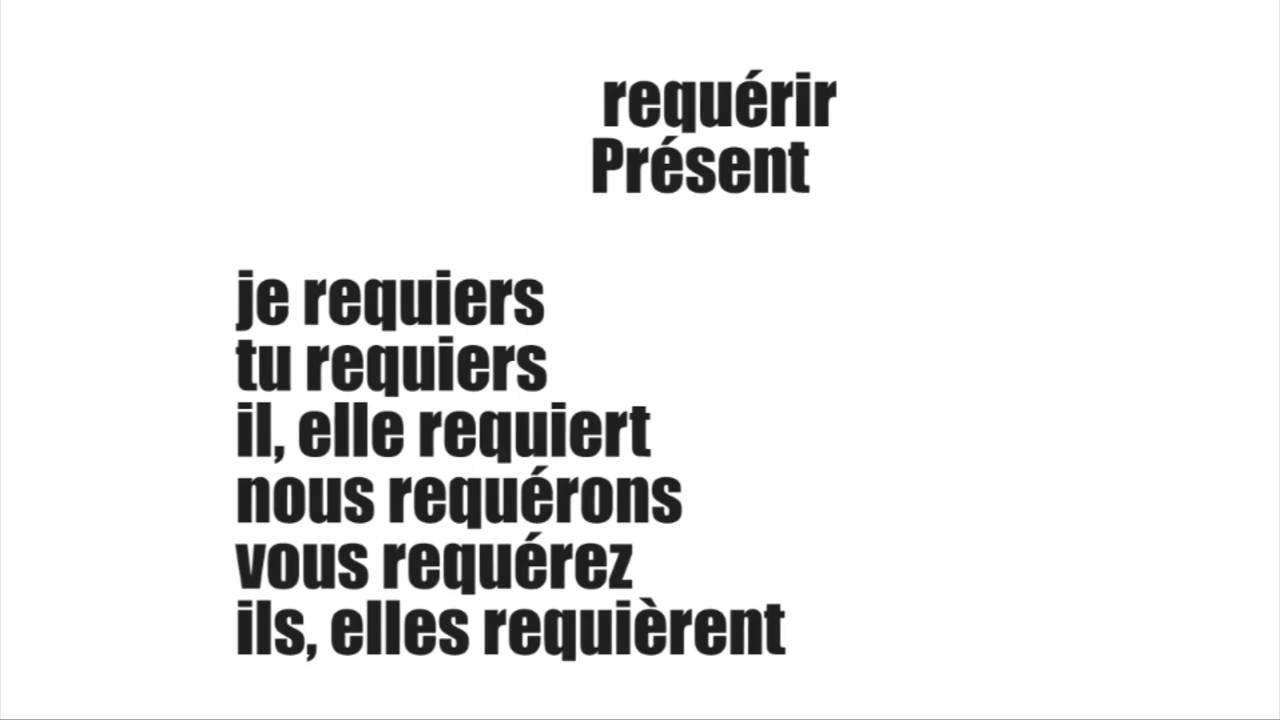 requérir
Présent
je requiers
tu requiers
il, elle requiert
nous requérons
vous requérez
ils, elles requièrent